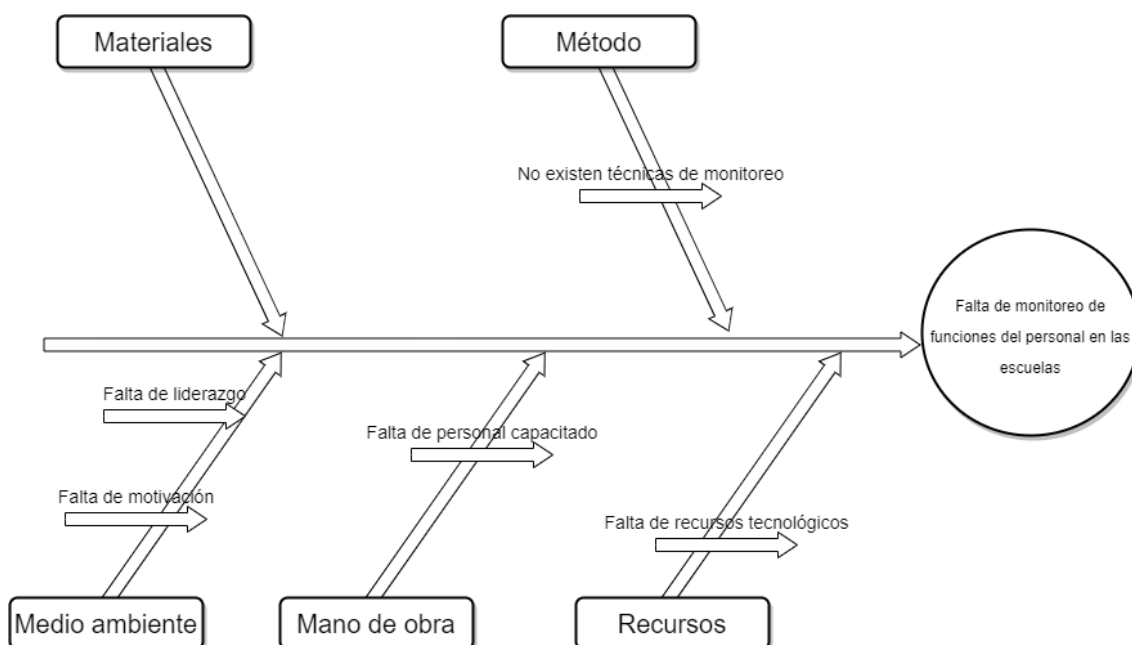 Materiales
Método
No existen técnicas de monitoreo
Falta de monitoreo de
funciones del personal en las
escuelas
Falta de liderazgo
Falta de personal capacitado
Falta de motivación
Falta de recursos tecnológicos
Medio ambiente
Mano de obra
Recursos